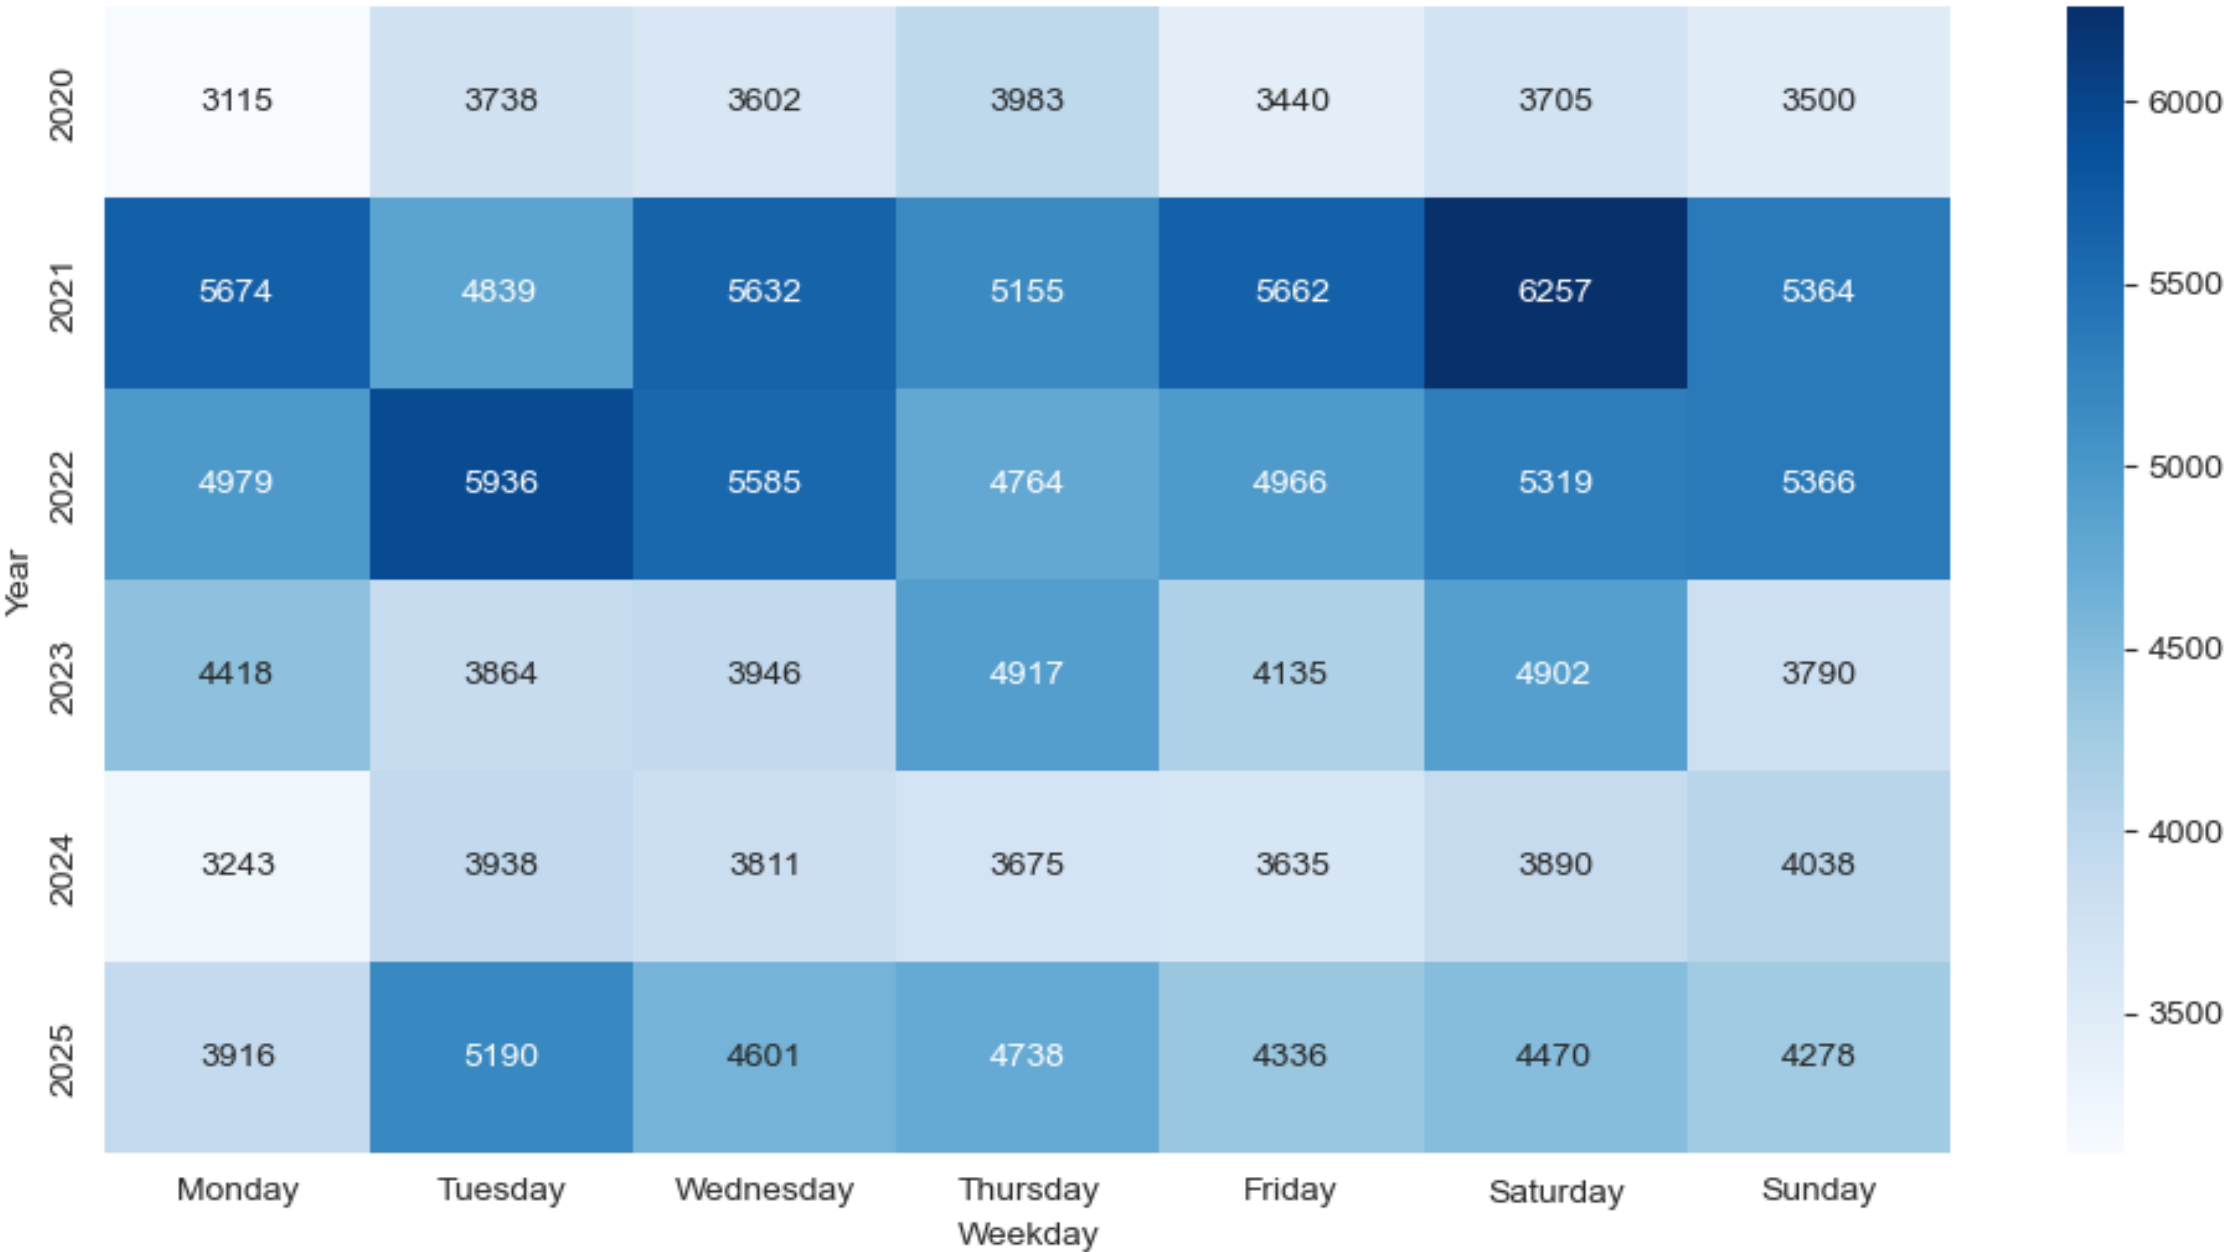 2020 3115 3738 3602 3983 3440 3705 3500
2021 5674 4839 5632 5155 5662 6257 5364
2022 4979 5936 5585 4764 4966 5319 5366
2023 4418 3864 3946 4917 4135 4902 3790
2024 3243 3938 3811 3675 3635 3890 4038
2025 3916 5190 4601 4738 4336 4470 4278
Year
Monday Tuesday Wednesday Thursday Friday Saturday Sunday
Weekday
6000
5500
5000
4500
4000
3500